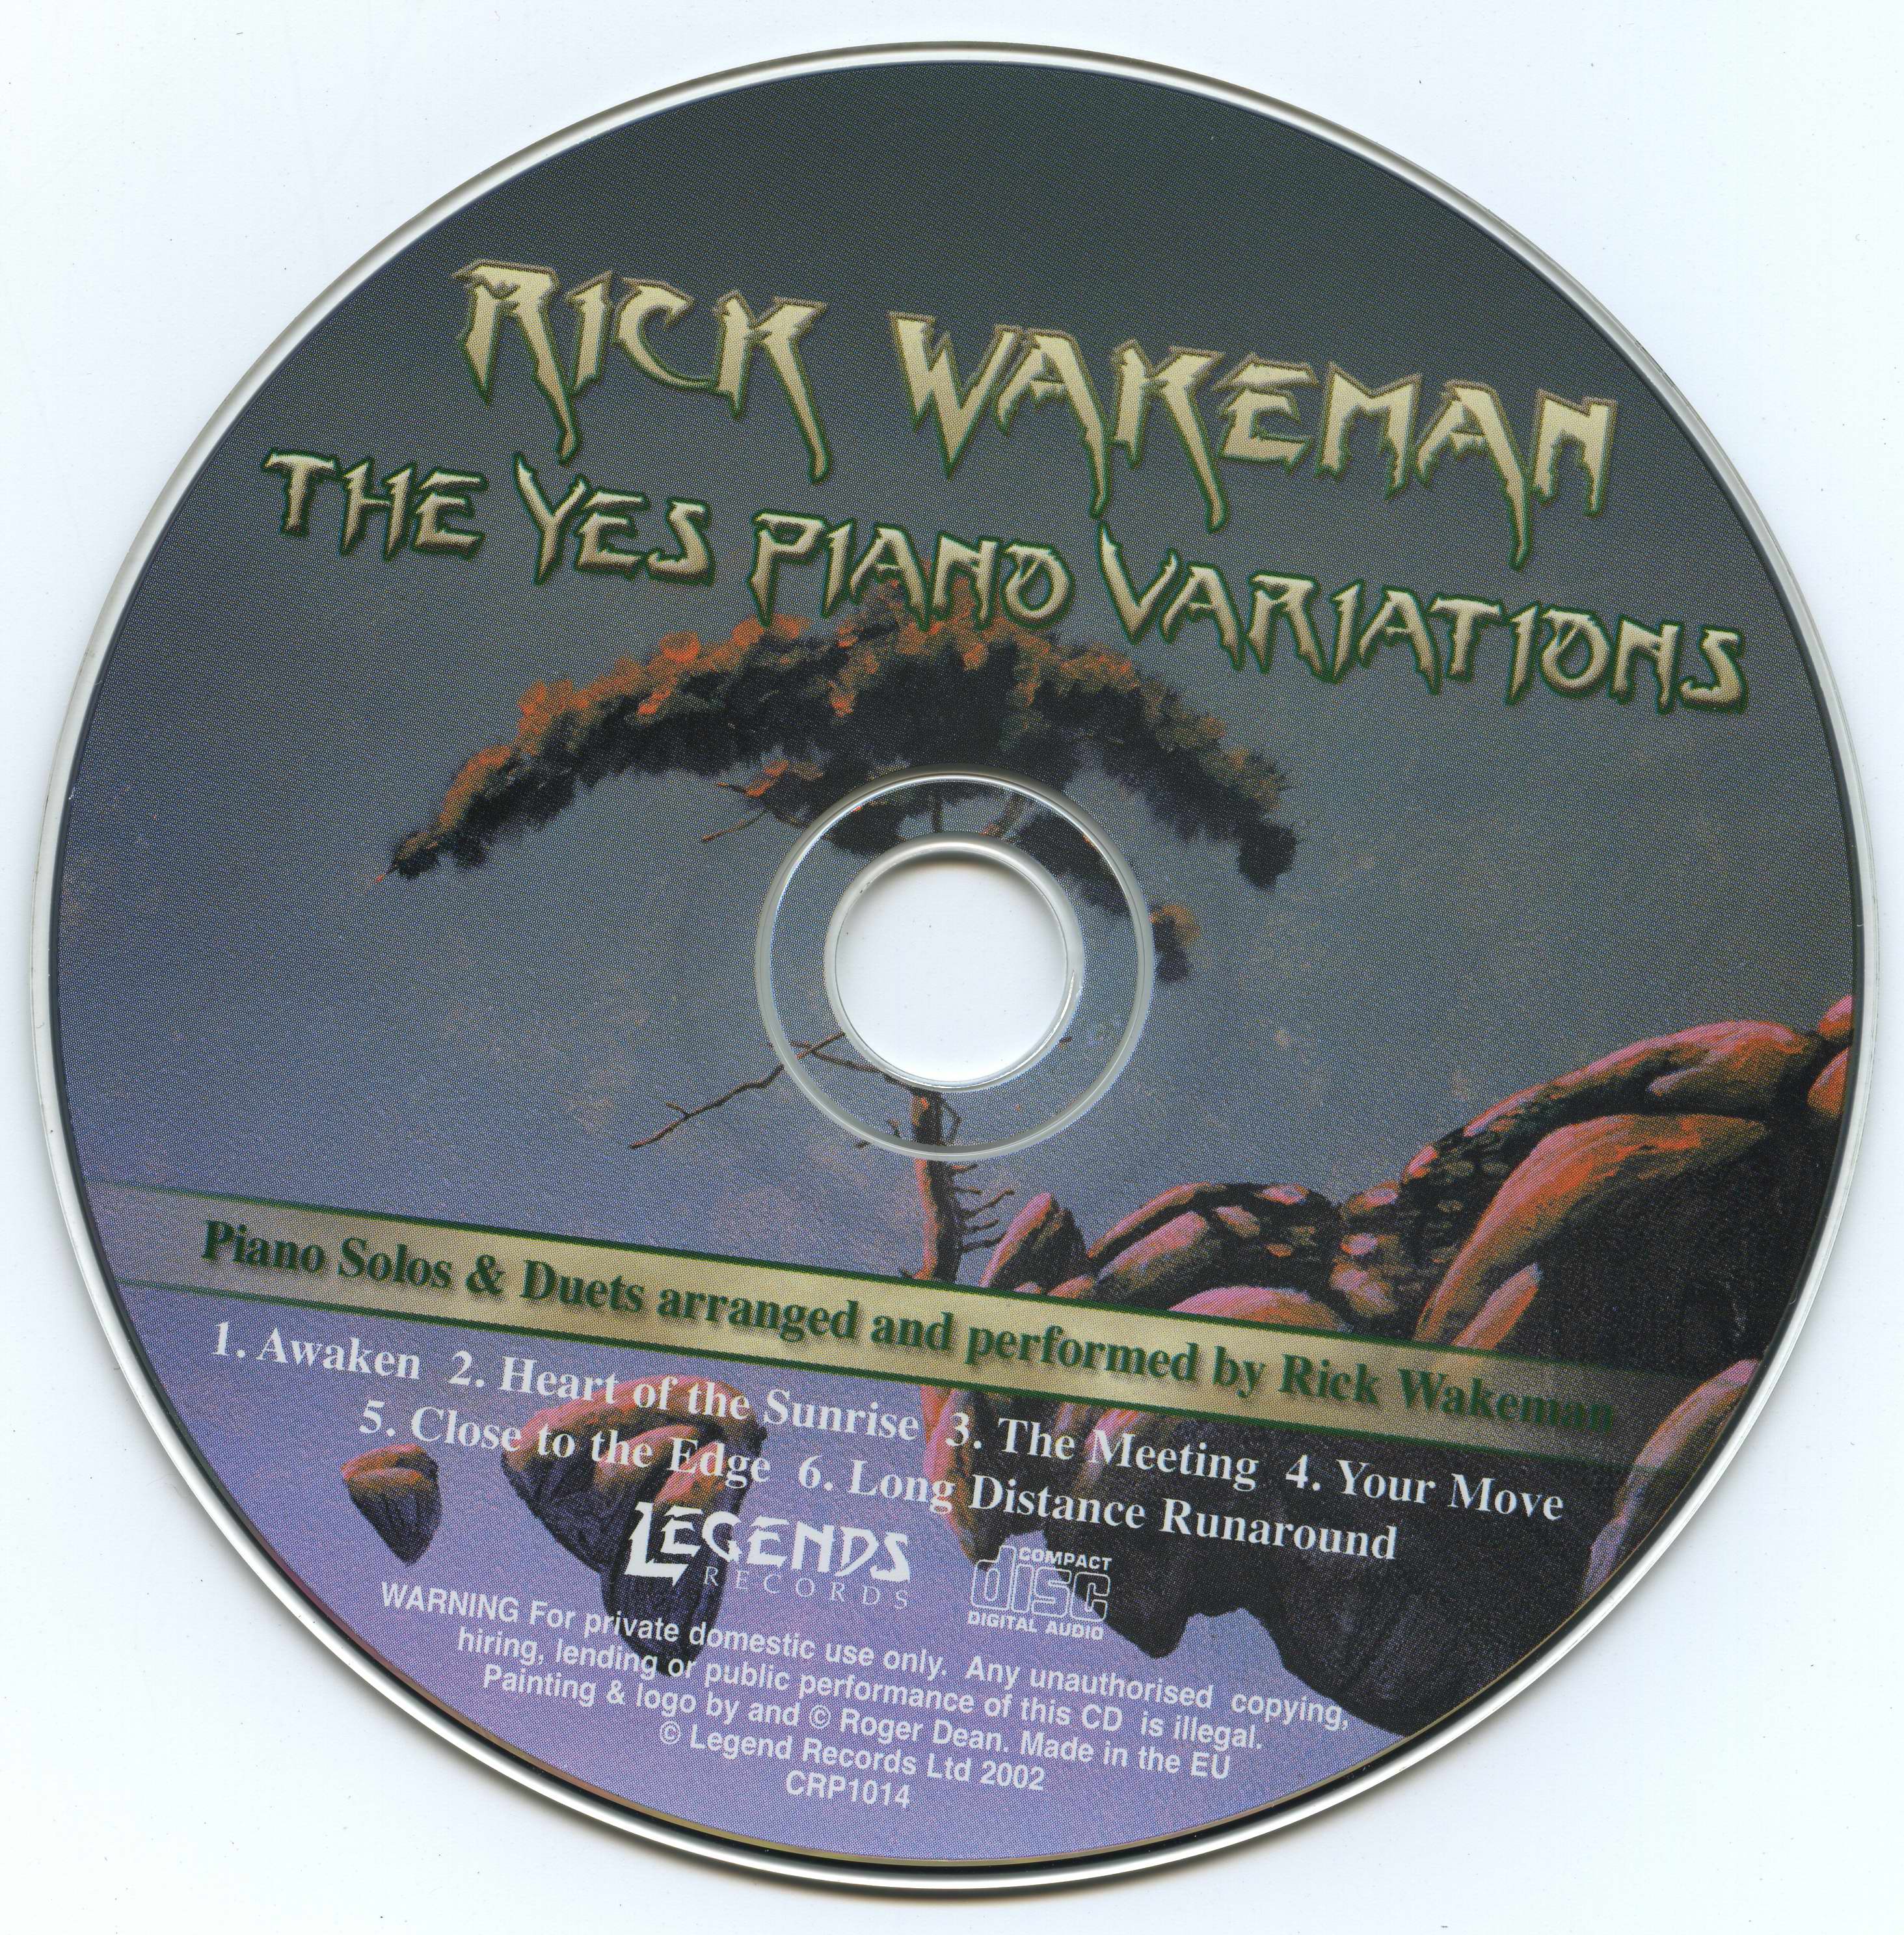 RICK WAKEMAN
THE YES PIANO VARIATIONS
Piano Solos & Duets arranged and performed by Rick Wakeman
1. Awaken 2. Heart of the Sunrise 3. The Meeting 4. Your Move
5. Close to the Edge 6. Long Distance Runaround
LEGENDS
RECORDS
COMPACT
disc
DIGITAL AUDIO
WARNING For private domestic use only. Any unauthorised copying,
hiring, lending or public performance of this CD is illegal.
Painting & logo by and © Roger Dean. Made in the EU
© Legend Records Ltd 2002
CRP1014